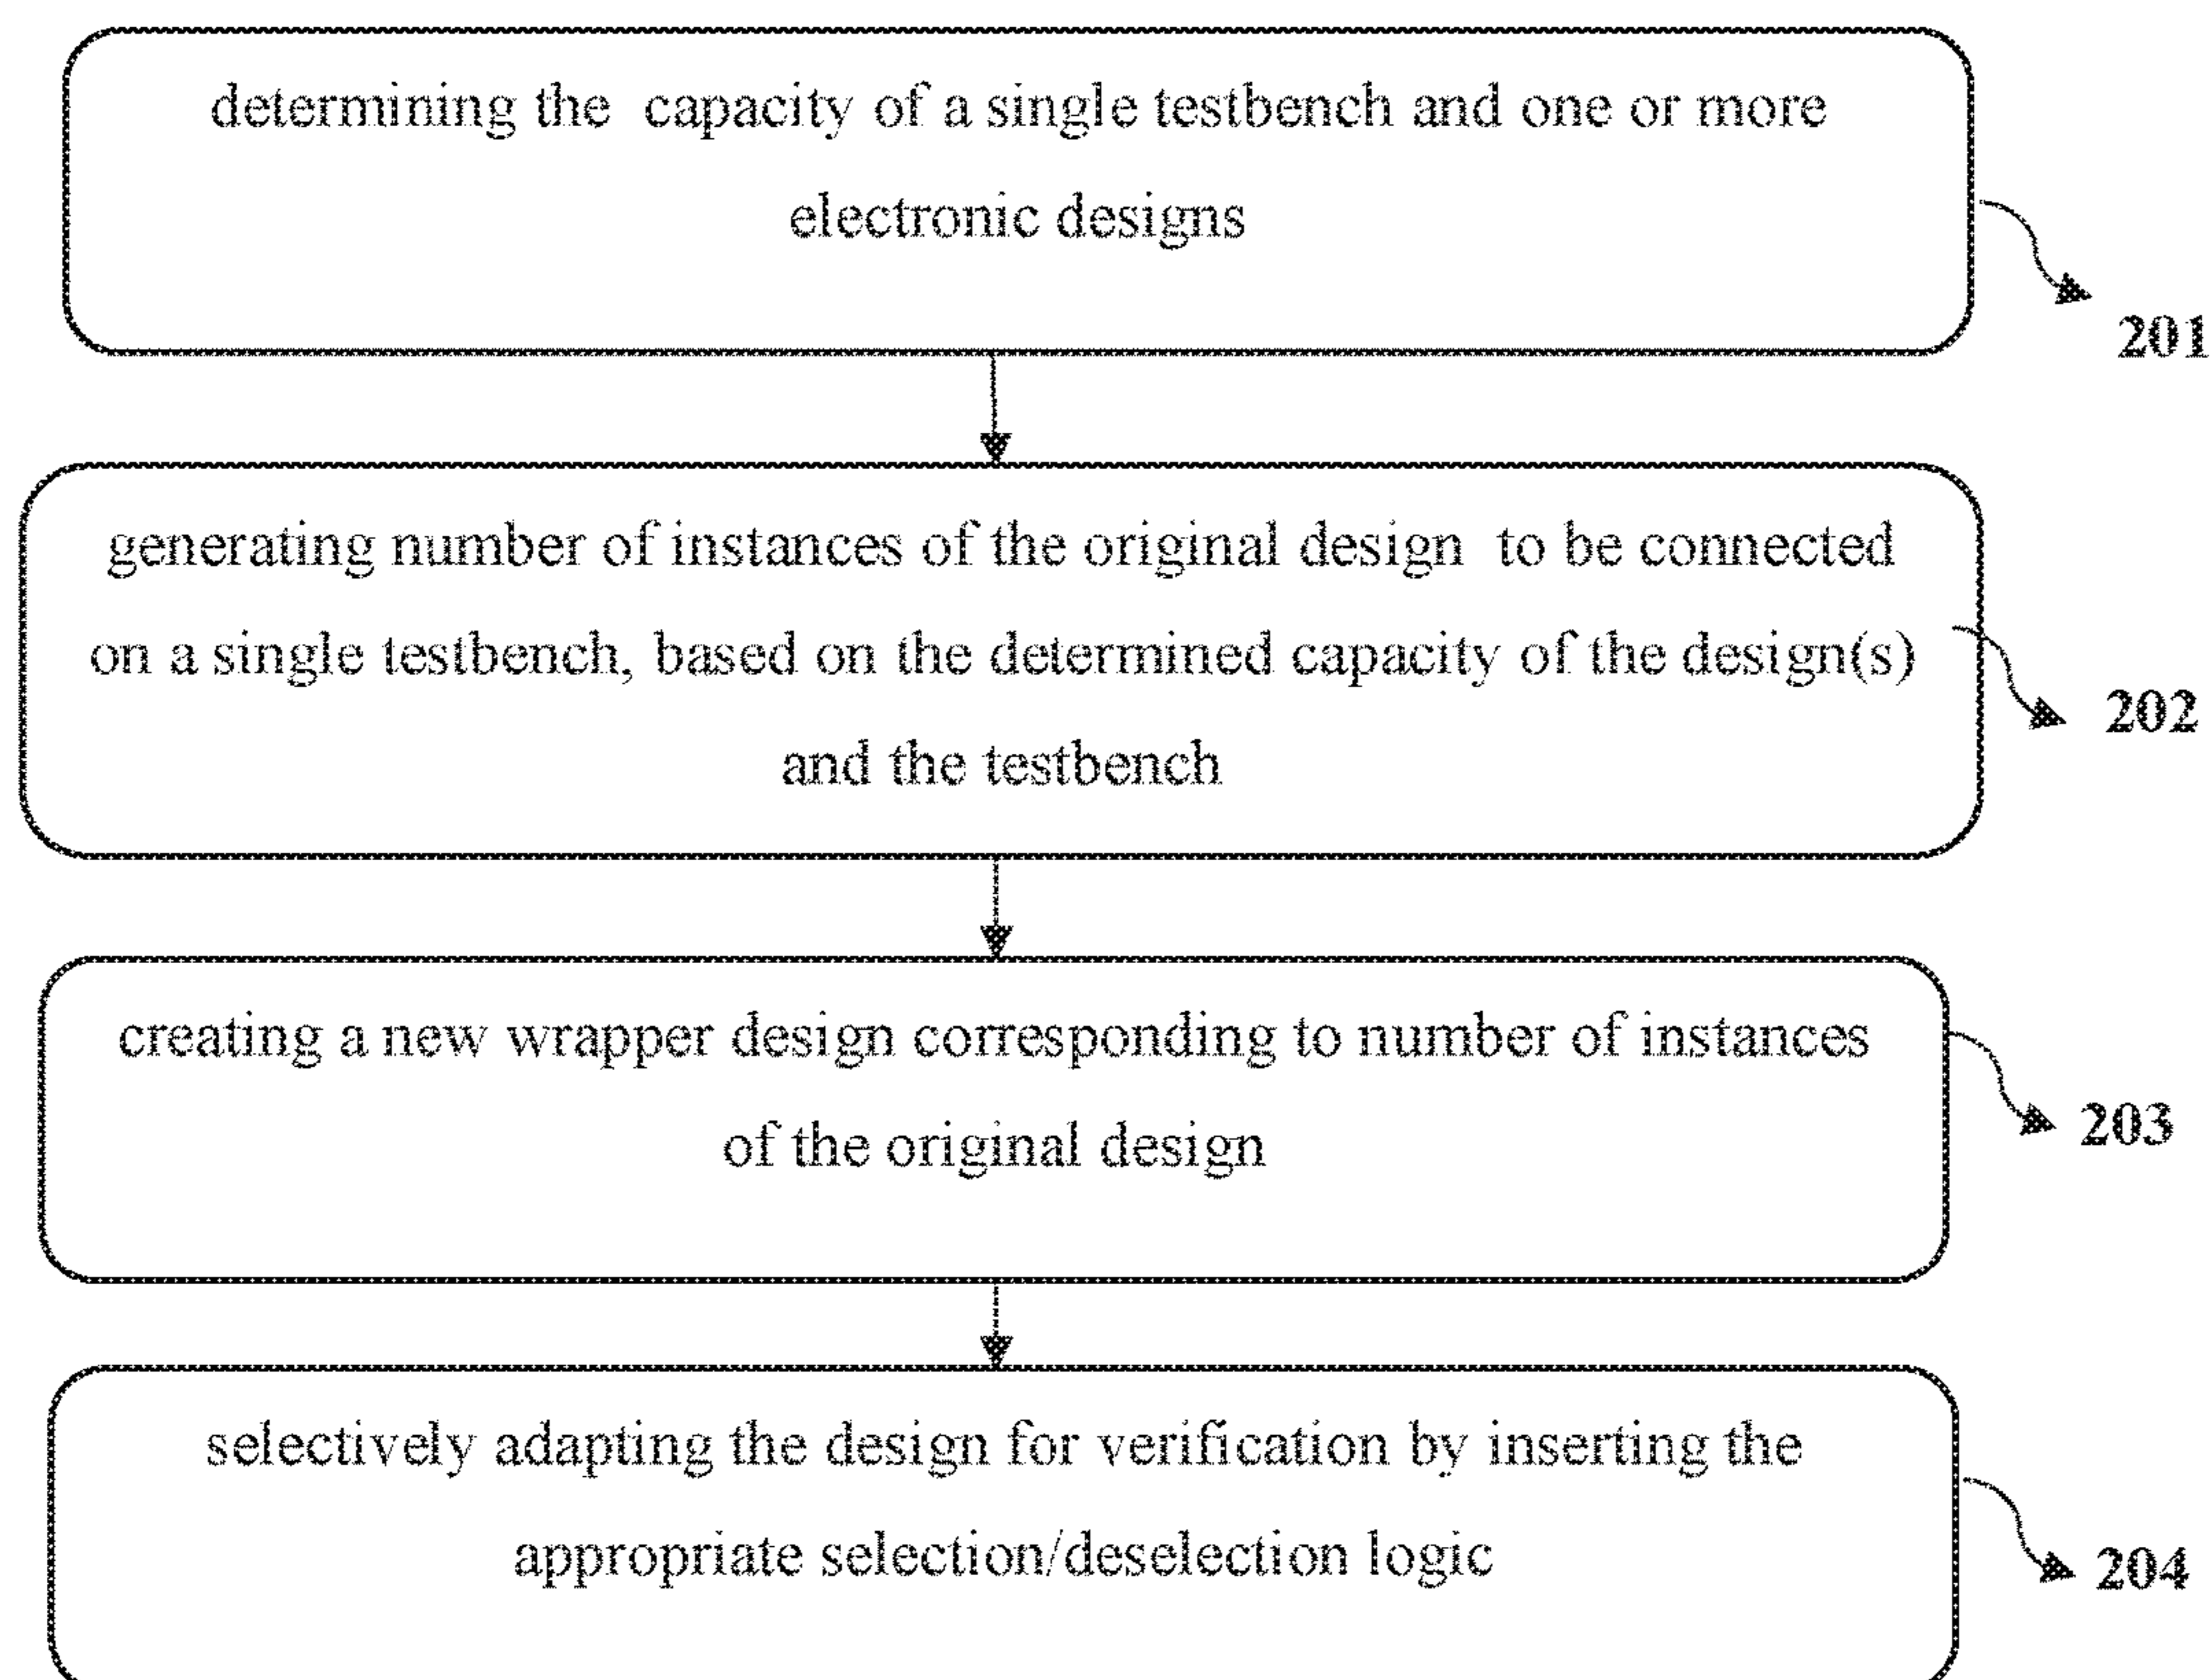 determining the capacity of a single testbench and one or more
electronic designs
201
generating number of instances of the original design to be connected
on a single testbench, based on the determined capacity of the design(s)
and the testbench
202
creating a new wrapper design corresponding to number of instances
of the original design
203
selectively adapting the design for verification by inserting the
appropriate selection/deselection logic
204